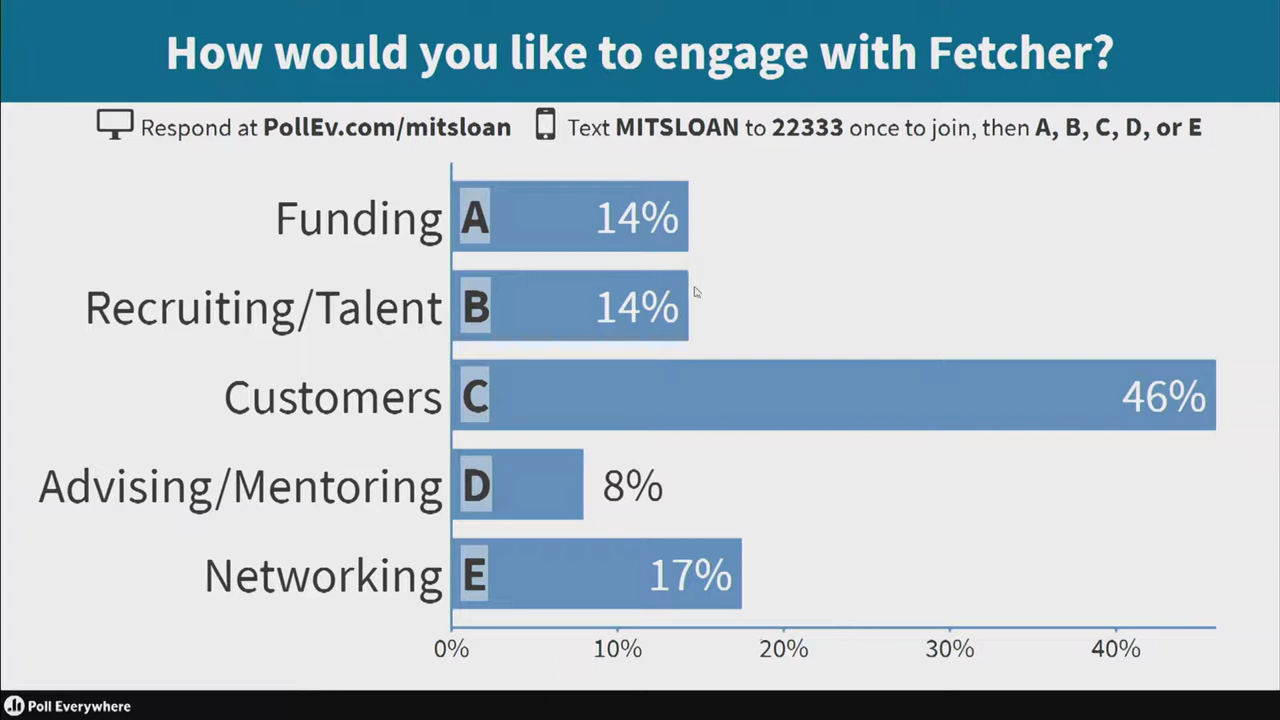 How would you like to engage with Fetcher?
Respond at PollEv.com/mitsloan Text MITSLOAN to 22333 once to join, then A, B, C, D, or E
Funding A 14%
Recruiting/Talent B 14%
Customers C 46%
Advising/Mentoring D 8%
Networking E 17%
0% 10% 20% 30% 40%
Poll Everywhere